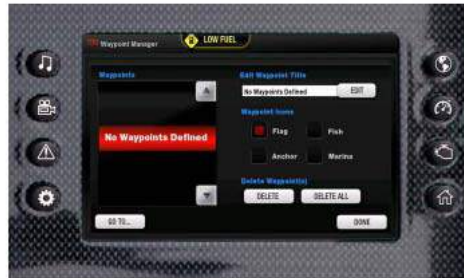 Waypoint Manager
LOW FUEL
Waypoints
No Waypoints Defined
Edit Waypoint Title
No Waypoints Defined
EDIT
Waypoint Icons
Flag
Fish
Anchor
Marina
Delete Waypoint(s)
DELETE
DELETE ALL
GO TO...
DONE